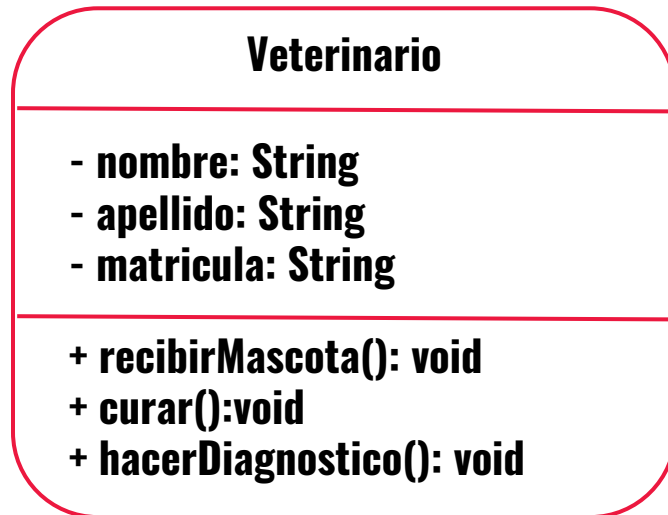 Veterinario
- nombre: String
- apellido: String
- matricula: String
+ recibirMascota(): void
+ curar():void
+ hacerDiagnostico(): void